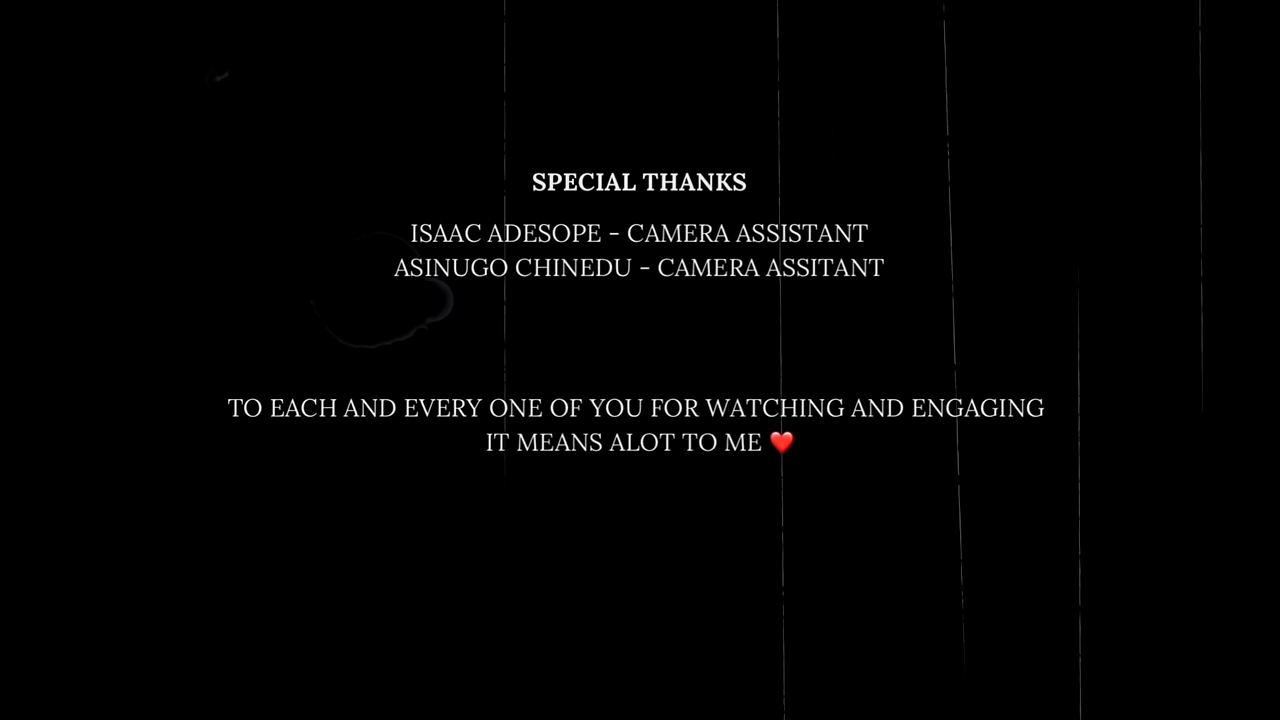 SPECIAL THANKS
ISAAC ADESOPE - CAMERA ASSISTANT
ASINUGO CHINEDU - CAMERA ASSITANT
TO EACH AND EVERY ONE OF YOU FOR WATCHING AND ENGAGING
IT MEANS ALOT TO ME ❤️